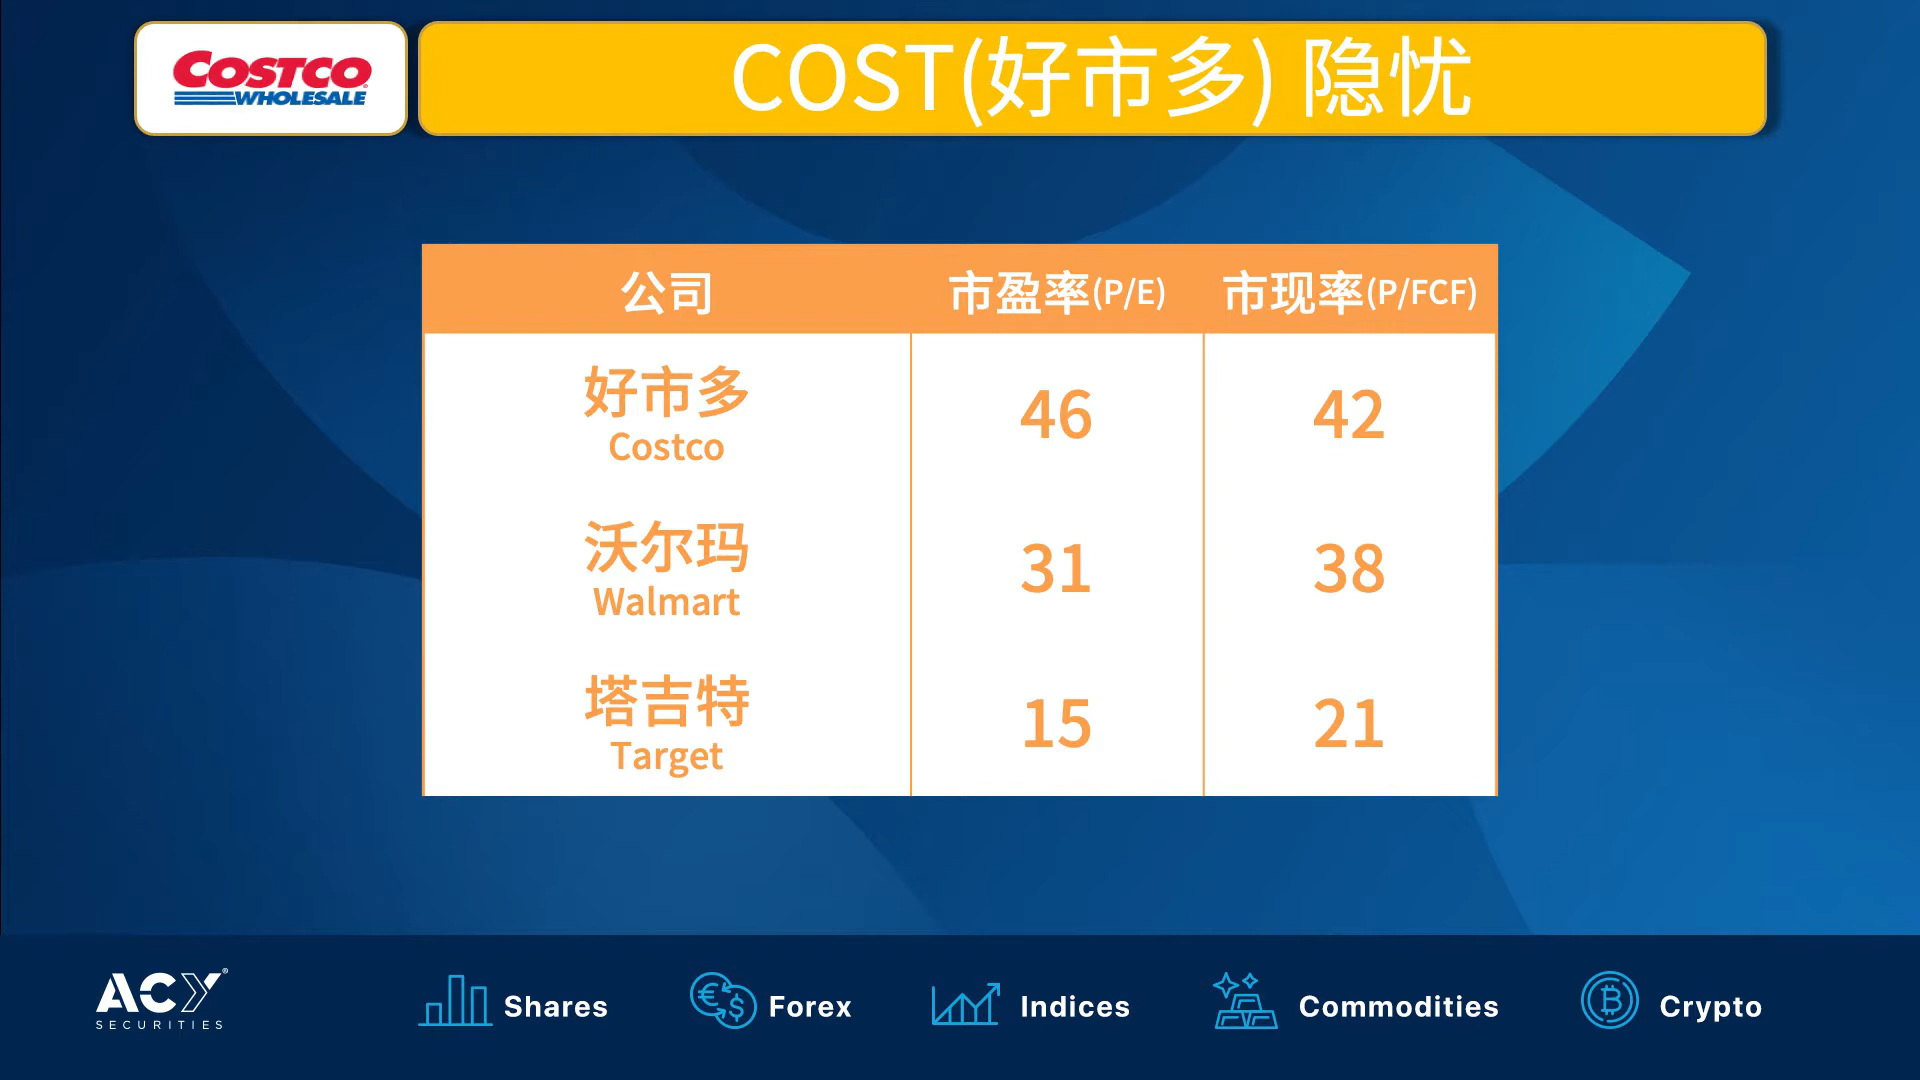 COSTCO
WHOLESALE
COST(好市多) 隐忧
公司 市盈率(P/E) 市现率(P/FCF)
好市多
Costco
46 42
沃尔玛
Walmart
31 38
塔吉特
Target
15 21
ACY®
SECURITIES
Shares Forex Indices Commodities Crypto